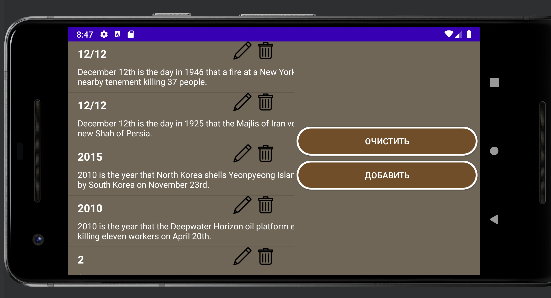 8:47
12/12
December 12th is the day in 1946 that a fire at a New York
nearby tenement killing 37 people.
12/12
December 12th is the day in 1925 that the Majlis of Iran
new Shah of Persia.
2015
2010 is the year that North Korea shells Yeonpyeong
by South Korea on November 23rd.
2010
2010 is the year that the Deepwater Horizon oil platform
killing eleven workers on April 20th.
2
ОЧИСТИТЬ
ДОБАВИТЬ